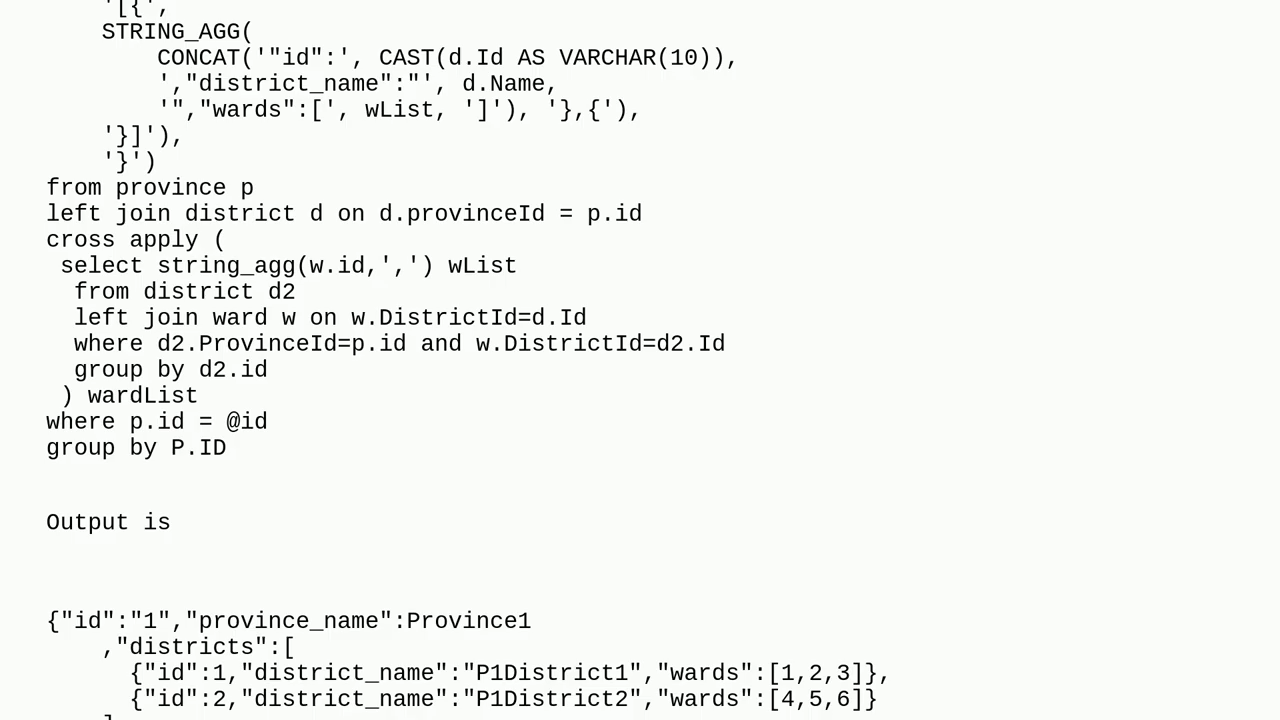 '[{',
STRING_AGG(
CONCAT('"id":', CAST(d.Id AS VARCHAR(10)),
',"district_name":"', d.Name,
'","wards":[', wList, ']'), '},{'),
'}]'),
'}')
from province p
left join district d on d.provinceId = p.id
cross apply (
select string_agg(w.id,',') wList
from district d2
left join ward w on w.DistrictId=d.Id
where d2.ProvinceId=p.id and w.DistrictId=d2.Id
group by d2.id
) wardList
where p.id = @id
group by P.ID
Output is
{"id":"1","province_name":Province1
,"districts":[
{"id":1,"district_name":"P1District1","wards":[1,2,3]},
{"id":2,"district_name":"P1District2","wards":[4,5,6]}